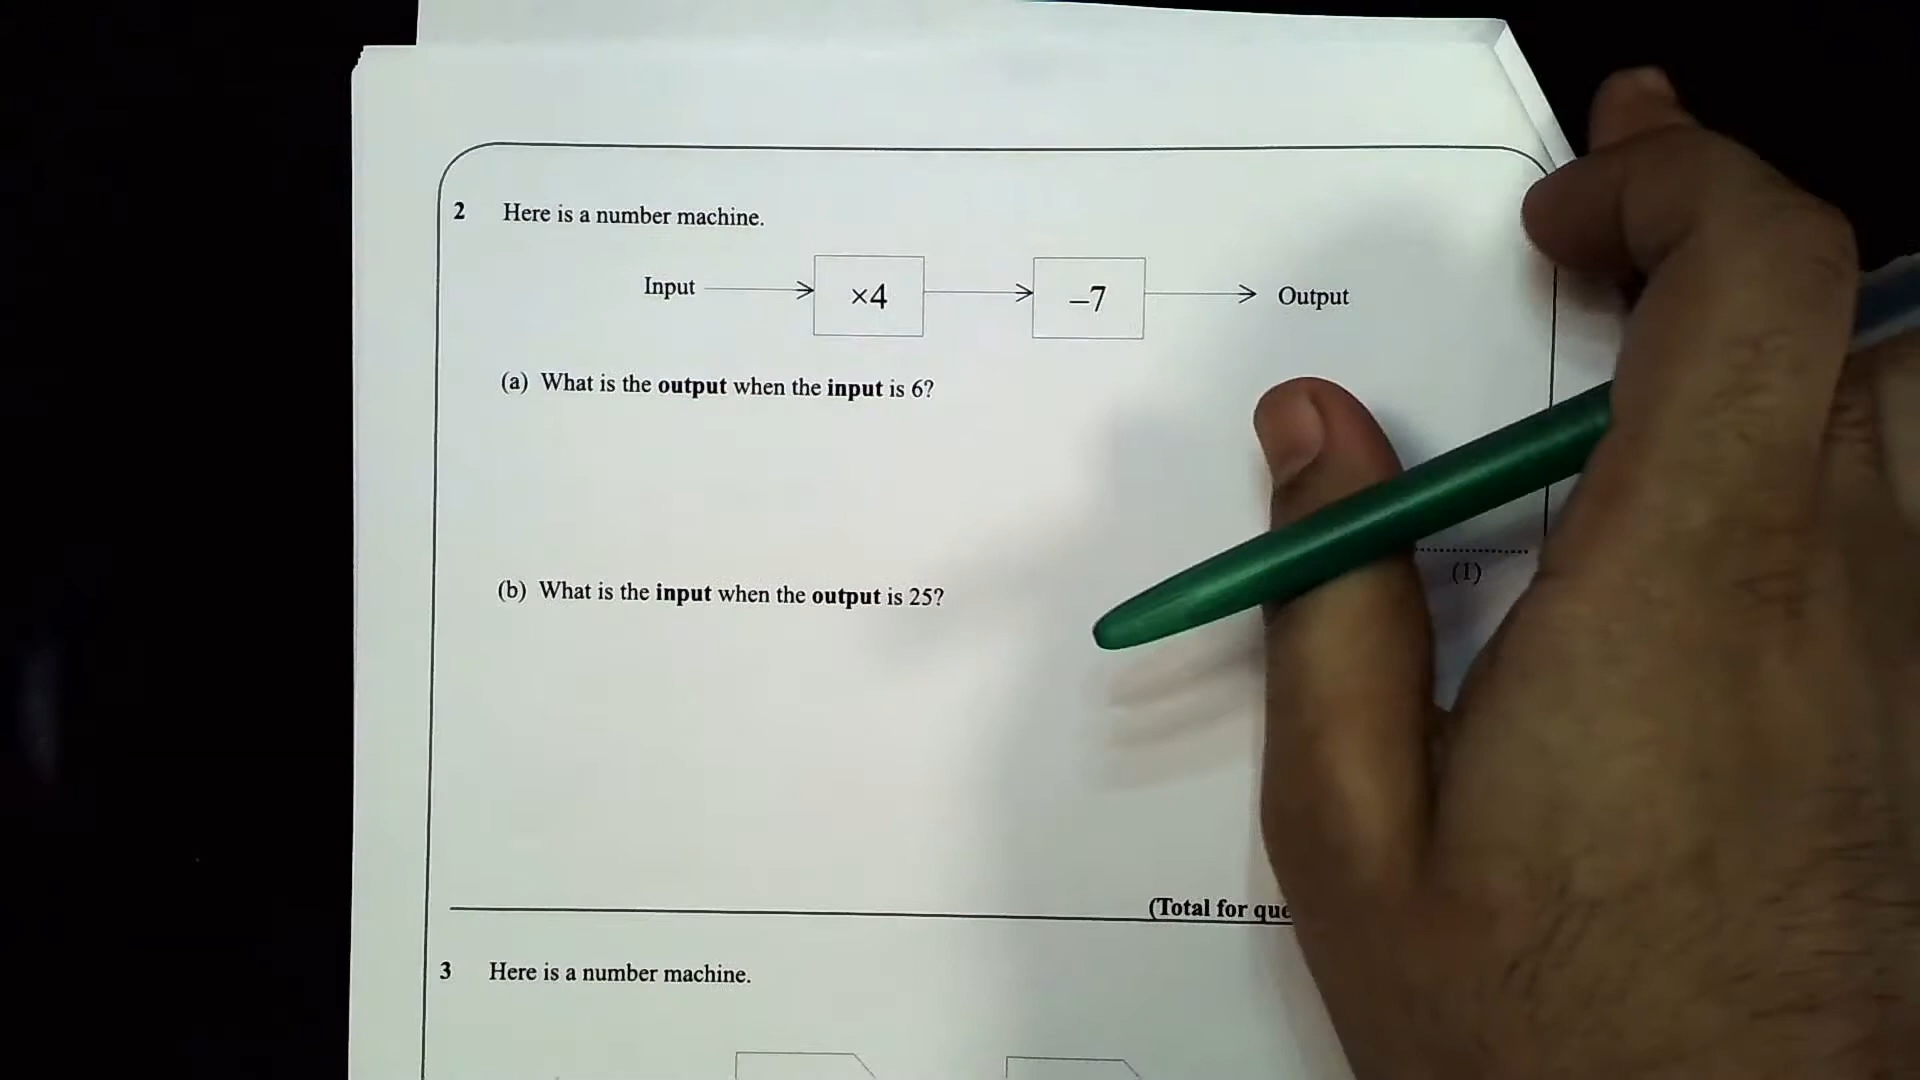 2 Here is a number machine.
Input ×4 –7 Output
(a) What is the output when the input is 6?
(1)
(b) What is the input when the output is 25?
(Total for
3 Here is a number machine.